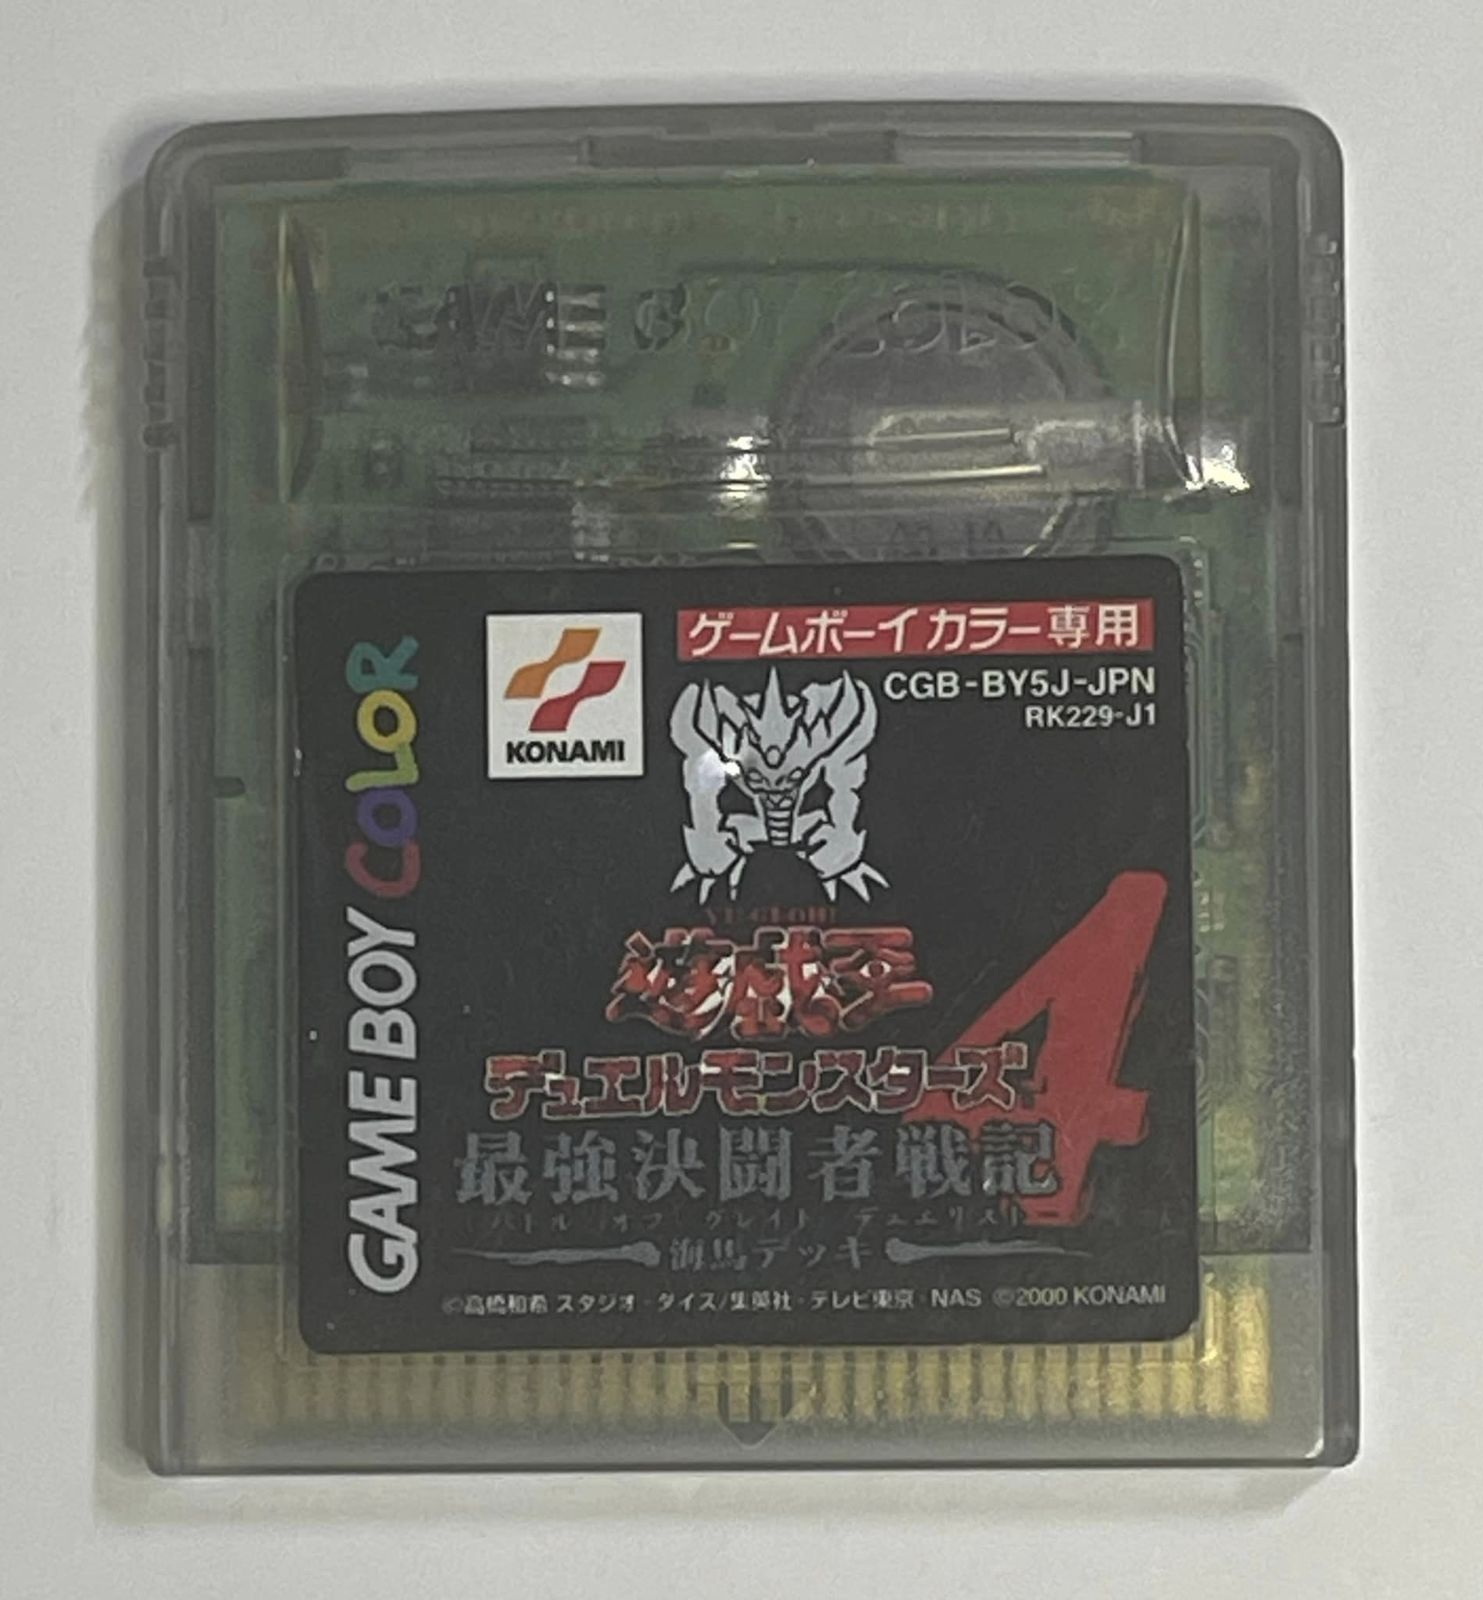 GAME BOY COLOR
GAME BOY COLOR
KONAMI
ゲームボーイカラー専用
CGB-BY5J-JPN
RK229-J1
YU-GI-OH!
遊戯王
デュエルモンスターズ4
最強決闘者戦記
バトル オブ グレイト デュエリスト
海馬デッキ
©高橋和希 スタジオ・ダイス/集英社・テレビ東京・NAS ©2000 KONAMI